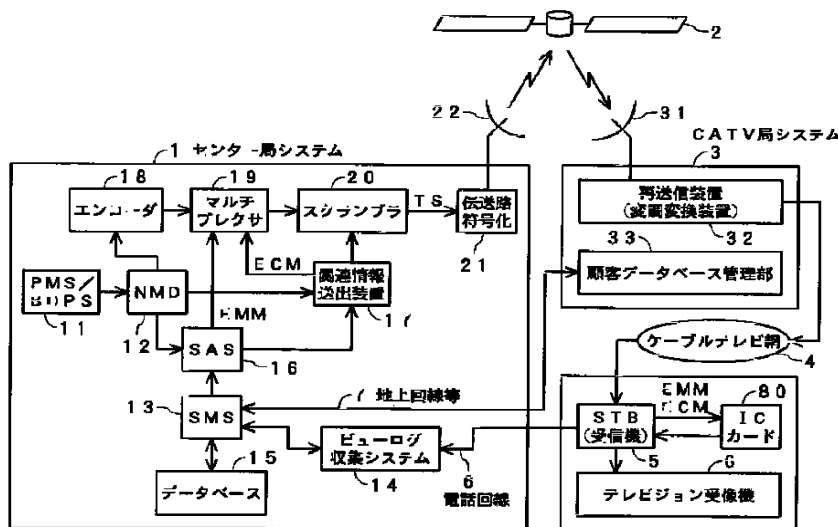 2
22
31
CATV局システム
1 センター局システム
3
18
19
20
エンコーダ
マルチ
プレクサ
スクランブラ
TS
伝送路
符号化
21
再送信装置
(変調変換装置)
32
33
顧客データベース管理部
ECM
関連情報
送出装置
17
PMS/
BDPS
11
NMD
12
EMM
SAS
16
ケーブルテレビ網
4
13
SMS
7 地上回線等
EMM
ECM
80
STB
(受信機)
5
IC
カード
ビューログ
収集システム
14
6
電話回線
15
データベース
6
テレビジョン受像機